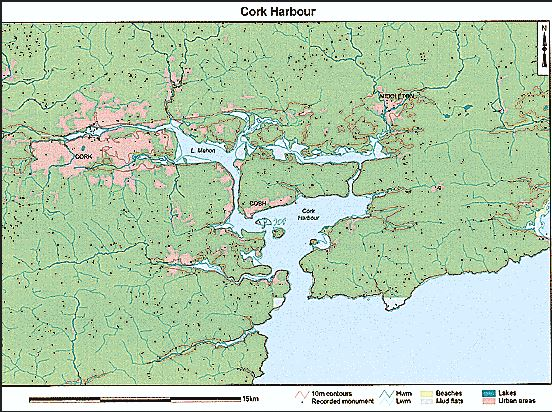 Cork Harbour
N
MIDDLETON
CORK
L. Mahon
COBH
Cork
Harbour
15km
10m contours
Recorded monument
Hwm
Lwm
Beaches
Mud flats
Lakes
Urban areas